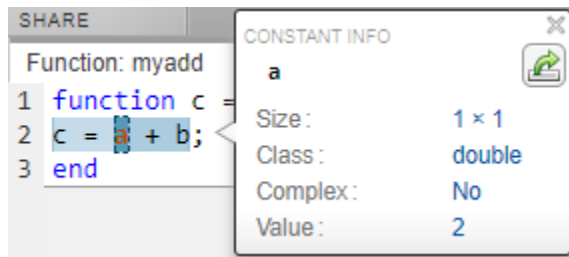 SHARE
Function: myadd
1 function c =
2 c = a + b;
3 end
CONSTANT INFO
a
Size: 1 × 1
Class: double
Complex: No
Value: 2